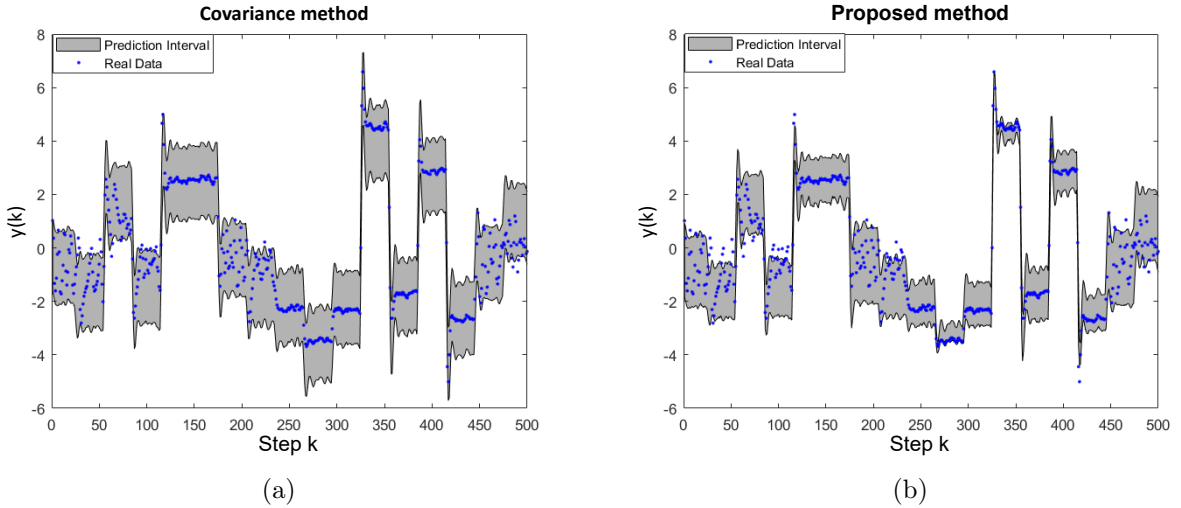 Covariance method
Prediction Interval
Real Data
8
6
4
2
0
-2
-4
-6
y(k)
0 50 100 150 200 250 300 350 400 450 500
Step k
(a)
Proposed method
Prediction Interval
Real Data
8
6
4
2
0
-2
-4
-6
y(k)
0 50 100 150 200 250 300 350 400 450 500
Step k
(b)